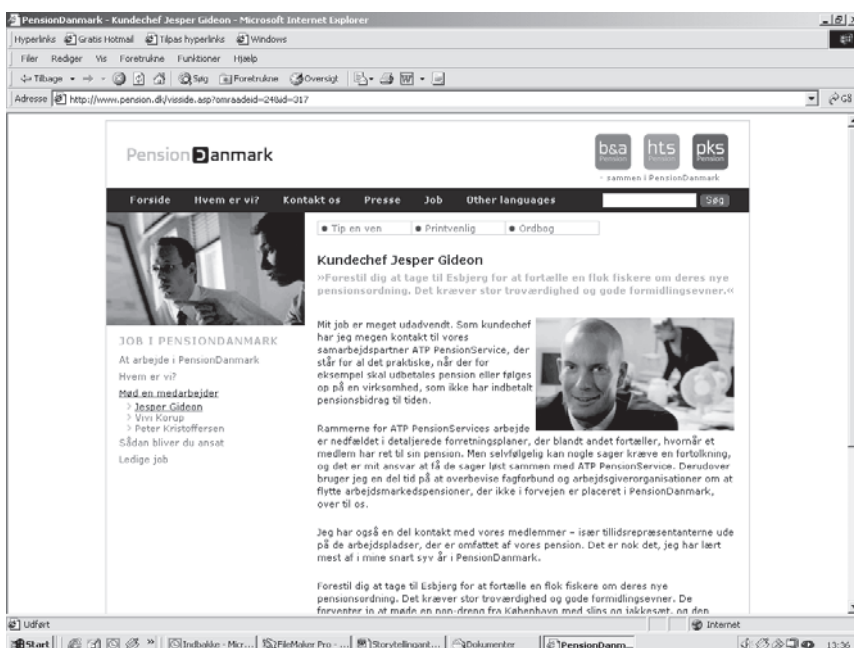 PensionDanmark - Kundechef Jesper Gideon - Microsoft Internet Explorer
Hyperlinks Gratis Hotmail Tilpas hyperlinks Windows
Filer Rediger Vis Foretrukne Funktioner Hjælp
Tilbage Søg Foretrukne Oversigt
Adresse http://www.pension.dk/visside.asp?omraadeid=24&id=317
PensionDanmark
b&a Pension hts Pension pks Pension
- sammen i PensionDanmark
Forside Hvem er vi? Kontakt os Presse Job Other languages Søg
Tip en ven Printvenlig Ordbog
Kundechef Jesper Gideon
»Forestil dig at tage til Esbjerg for at fortælle en flok fiskere om deres nye
pensionsordning. Det kræver stor troværdighed og gode formidlingsevner.«
JOB I PENSIONDANMARK
At arbejde i PensionDanmark
Hvem er vi?
Mød en medarbejder
> Jesper Gideon
> Vivi Korup
> Peter Kristoffersen
Sådan bliver du ansat
Ledige job
Mit job er meget udadvendt. Som kundechef
har jeg megen kontakt til vores
samarbejdspartner ATP PensionService, der
står for al det praktiske, når der for
eksempel skal udbetales pension eller følges
op på en virksomhed, som ikke har indbetalt
pensionsbidrag til tiden.
Rammerne for ATP PensionServices arbejde
er nedfældet i detaljerede forretningsplaner, der blandt andet fortæller, hvornår et
medlem har ret til sin pension. Men selvfølgelig kan nogle sager kræve en fortolkning,
og det er mit ansvar at få de sager løst sammen med ATP PensionService. Derudover
bruger jeg en del tid på at overbevise fagforbund og arbejdsgiverorganisationer om at
flytte arbejdsmarkedspensioner, der ikke i forvejen er placeret i PensionDanmark,
over til os.
Jeg har også en del kontakt med vores medlemmer – især tillidsrepræsentanterne ude
på de arbejdspladser, der er omfattet af vores pension. Det er nok det, jeg har lært
mest af i mine snart syv år i PensionDanmark.
Forestil dig at tage til Esbjerg for at fortælle en flok fiskere om deres nye
pensionsordning. Det kræver stor troværdighed og gode formidlingsevner. De
forventer jo at møde en pop-dreng fra København med slips og jakkesæt, og den
Udført Internet
Start Indbakke - Micr... FileMaker Pro - ... Storytellingant... Dokumenter PensionDanm... 13:36